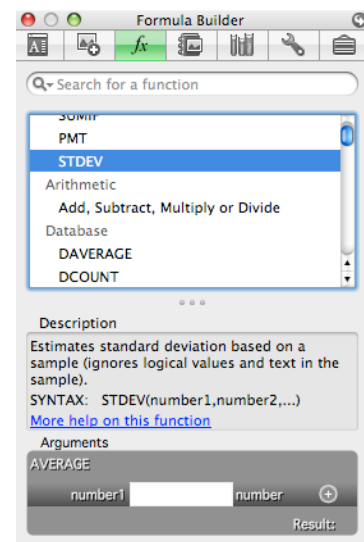 Formula Builder
A
fx
Search for a function
SUMIF
PMT
STDEV
Arithmetic
Add, Subtract, Multiply or Divide
Database
DAVERAGE
DCOUNT
Description
Estimates standard deviation based on a
sample (ignores logical values and text in the
sample).
SYNTAX: STDEV(number1,number2,...)
More help on this function
Arguments
AVERAGE
number1 number
Result: